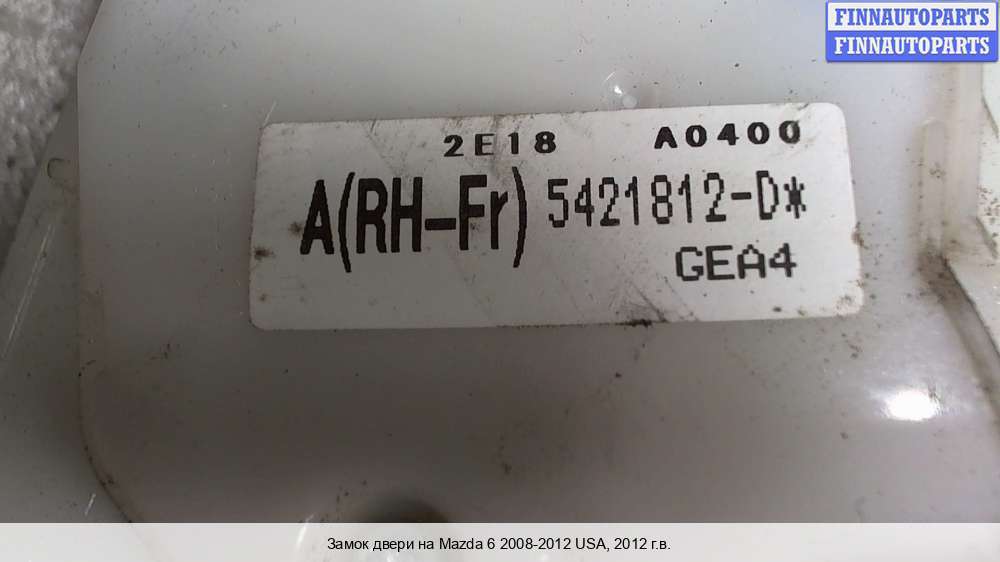 FINNAUTOPARTS
FINNAUTOPARTS
2E18 A0400
A(RH-Fr) 5421812-D*
GEA4
Замок двери на Mazda 6 2008-2012 USA, 2012 г.в.